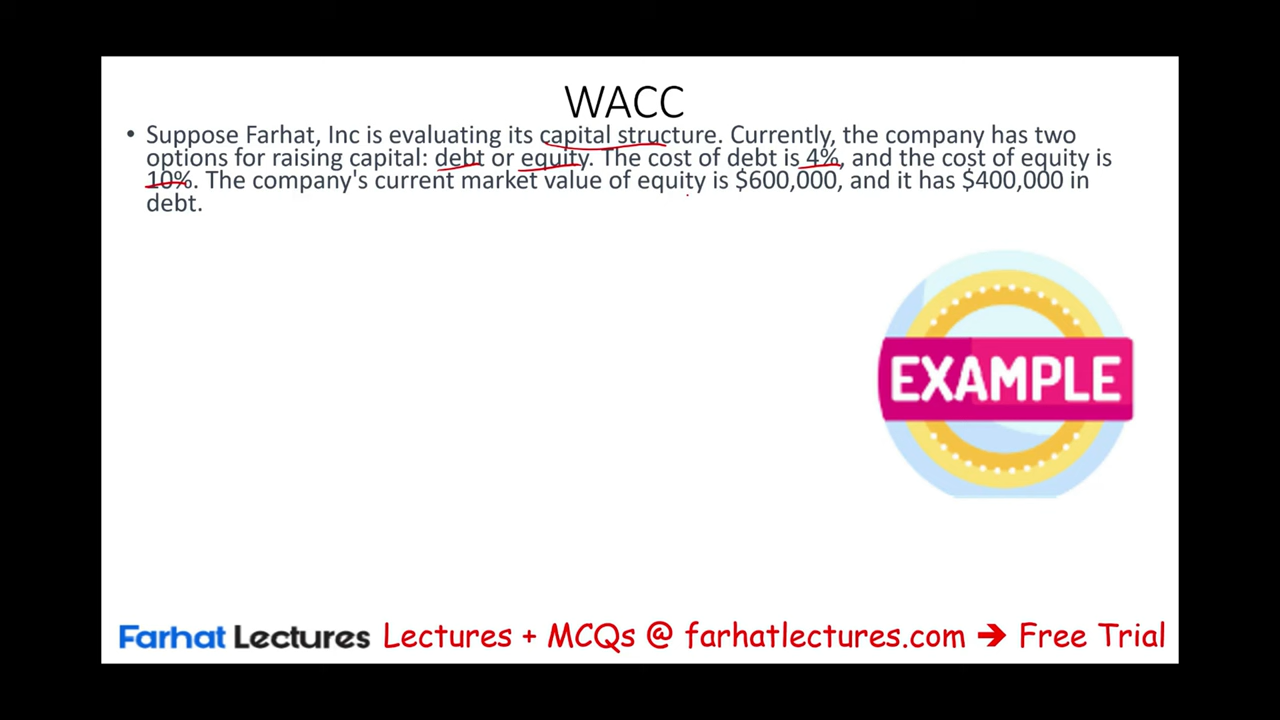 WACC
• Suppose Farhat, Inc is evaluating its capital structure. Currently, the company has two
options for raising capital: debt or equity. The cost of debt is 4%, and the cost of equity is
10%. The company's current market value of equity is $600,000, and it has $400,000 in
debt.
EXAMPLE
Farhat Lectures Lectures + MCQs @ farhatlectures.com ➔ Free Trial